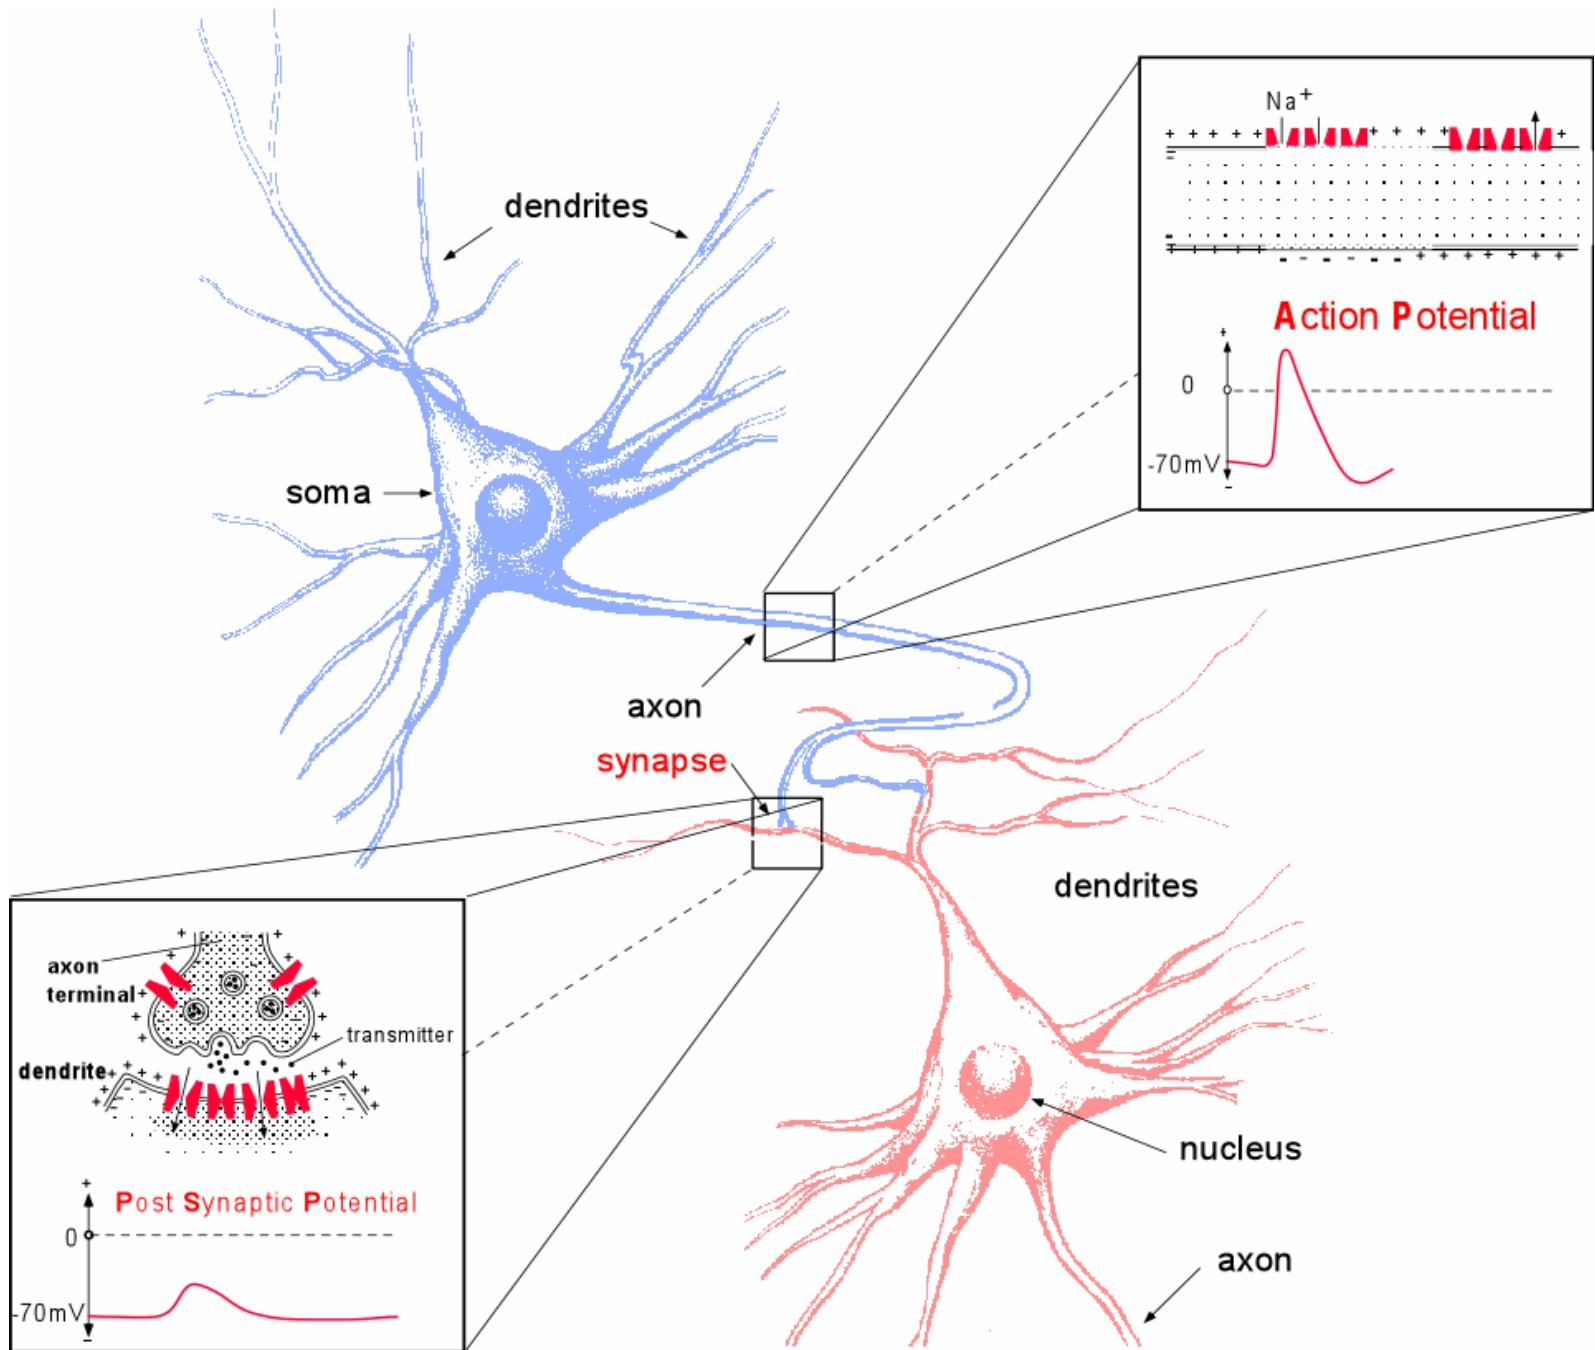 Na+
dendrites
Action Potential
+
0
-70mV
-
soma
axon
synapse
dendrites
axon
terminal
transmitter
dendrite
nucleus
+
Post Synaptic Potential
0
axon
-70mV
-